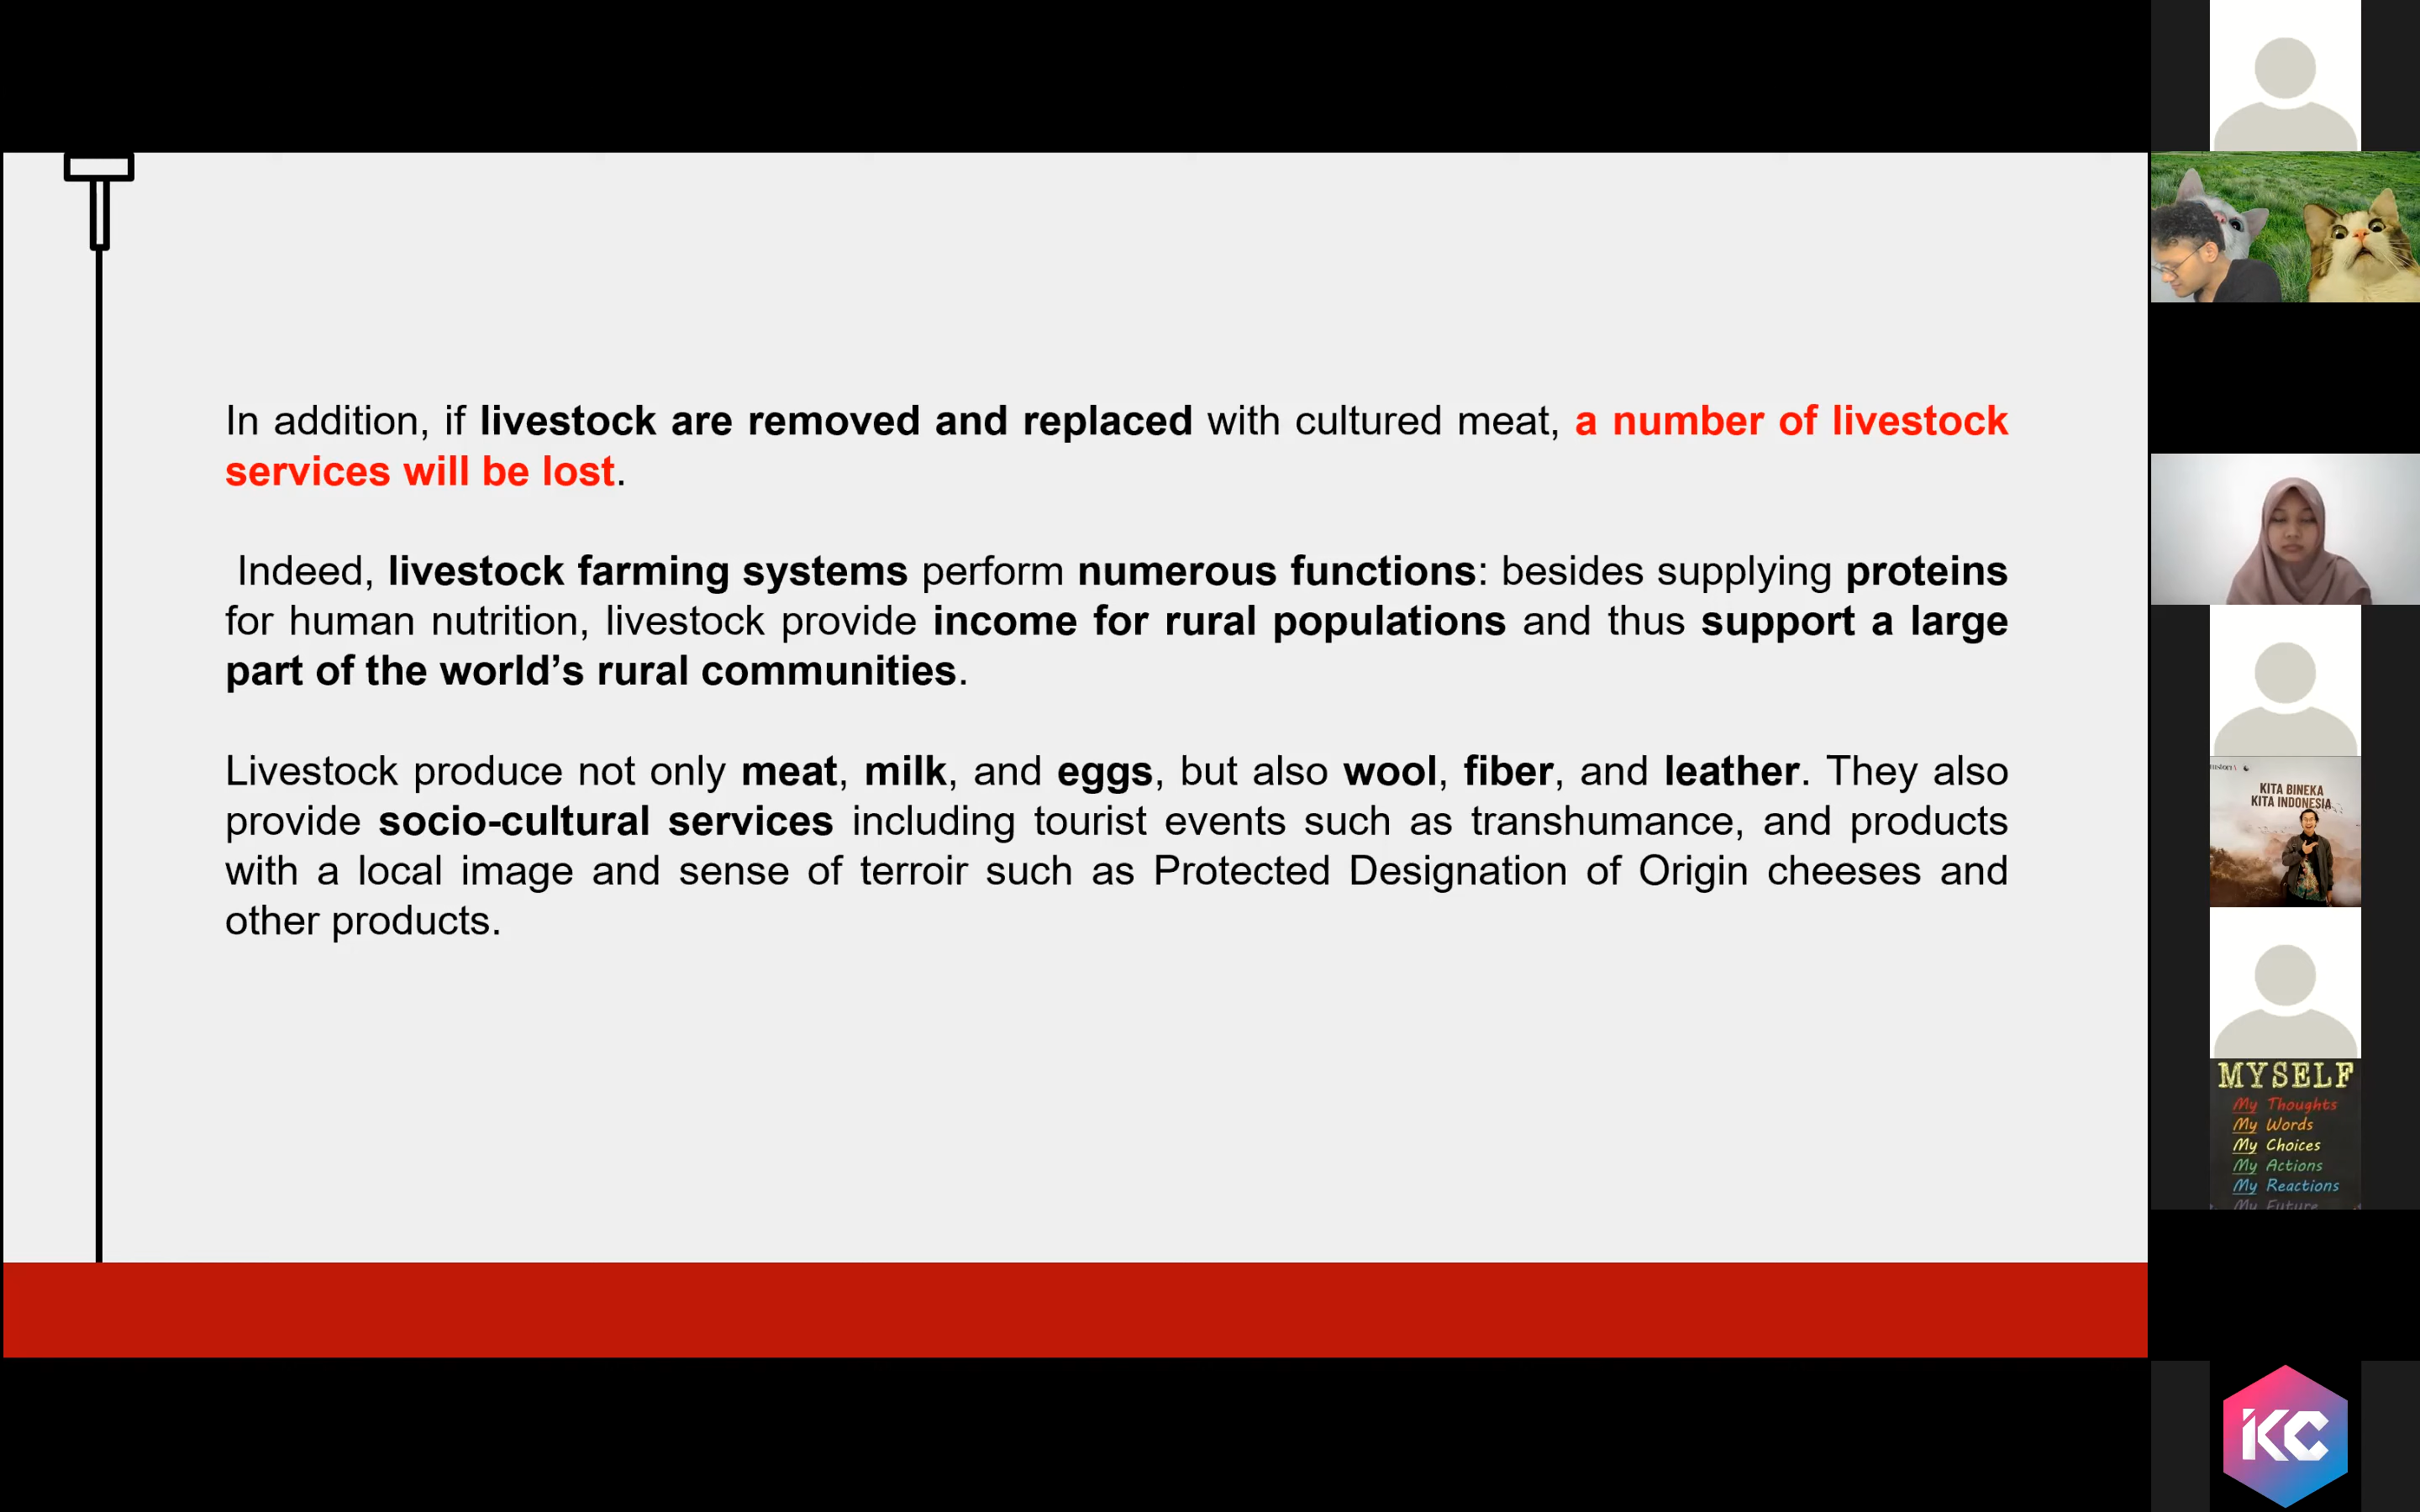 In addition, if livestock are removed and replaced with cultured meat, a number of livestock
services will be lost.
Indeed, livestock farming systems perform numerous functions: besides supplying proteins
for human nutrition, livestock provide income for rural populations and thus support a large
part of the world’s rural communities.
Livestock produce not only meat, milk, and eggs, but also wool, fiber, and leather. They also
provide socio-cultural services including tourist events such as transhumance, and products
with a local image and sense of terroir such as Protected Designation of Origin cheeses and
other products.
KITA BINEKA
KITA INDONESIA
MYSELF
My Thoughts
My Words
My Choices
My Actions
My Reactions
My Future
KC